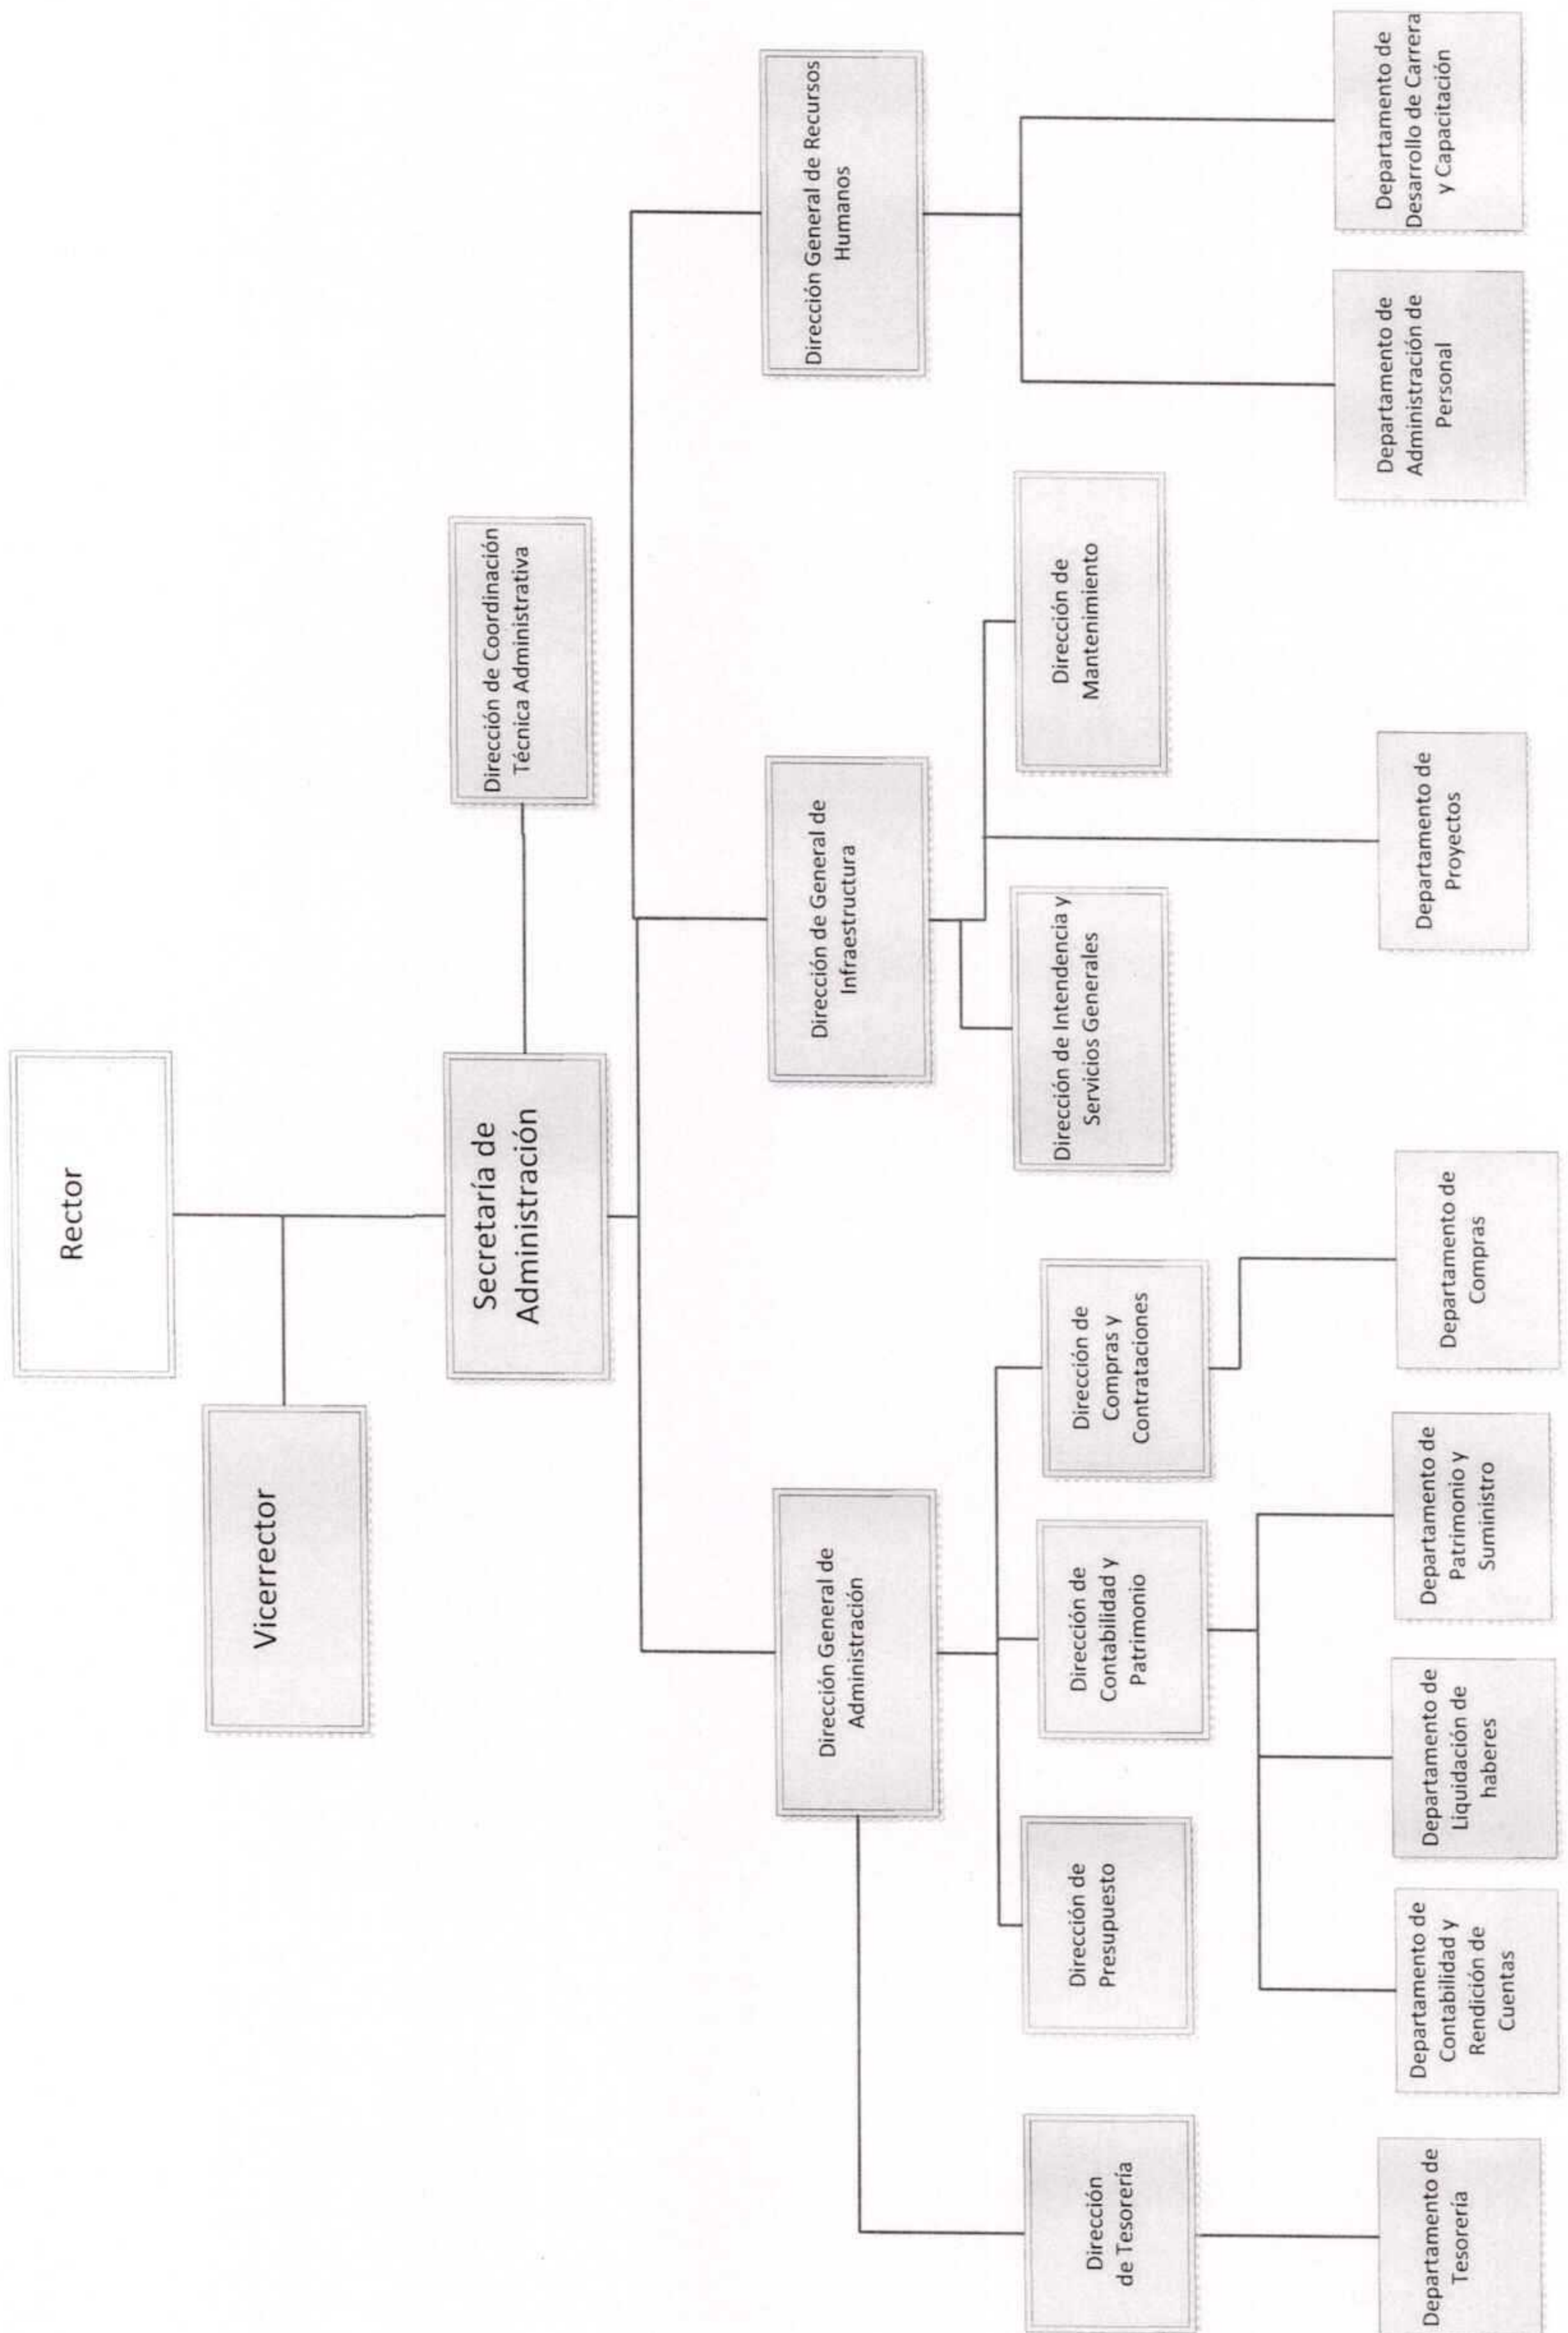 Rector
Vicerrector
Secretaría de
Administración
Dirección de Coordinación
Técnica Administrativa
Dirección General de
Administración
Dirección de General de
Infraestructura
Dirección General de Recursos
Humanos
Dirección
de Tesorería
Dirección de
Presupuesto
Dirección de
Contabilidad y
Patrimonio
Dirección de
Compras y
Contrataciones
Dirección de Intendencia y
Servicios Generales
Dirección de
Mantenimiento
Departamento de
Tesorería
Departamento de
Contabilidad y
Rendición de
Cuentas
Departamento de
Liquidación de
haberes
Departamento de
Patrimonio y
Suministro
Departamento de
Compras
Departamento de
Proyectos
Departamento de
Administración de
Personal
Departamento de
Desarrollo de Carrera
y Capacitación